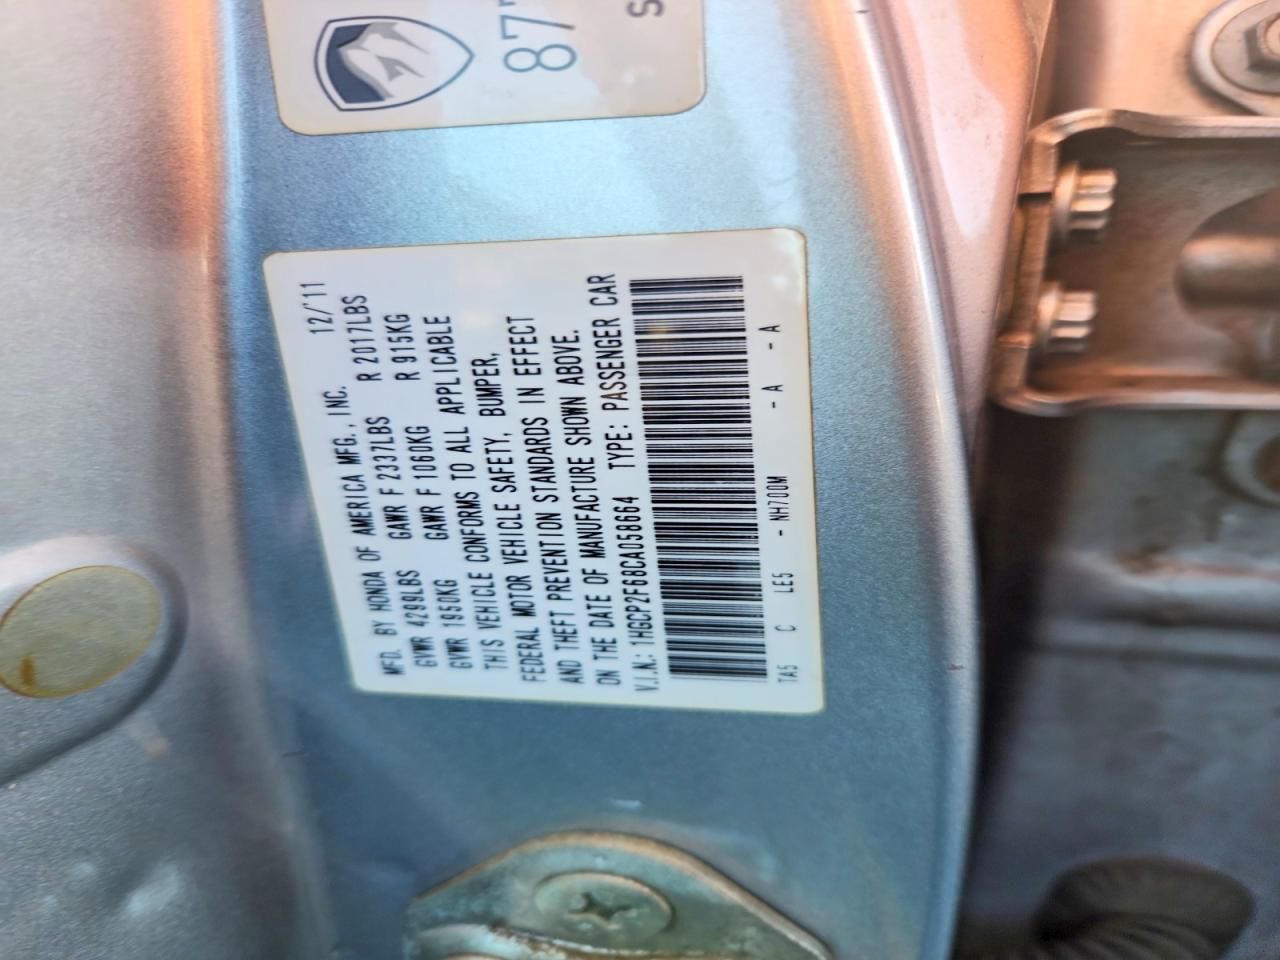 87
S
MFD. BY HONDA OF AMERICA MFG., INC. 12/'11
GVWR 4299LBS GAWR F 2337LBS R 2017LBS
GVWR 1950KG GAWR F 1060KG R 915KG
THIS VEHICLE CONFORMS TO ALL APPLICABLE
FEDERAL MOTOR VEHICLE SAFETY, BUMPER,
AND THEFT PREVENTION STANDARDS IN EFFECT
ON THE DATE OF MANUFACTURE SHOWN ABOVE.
V.I.N.: 1HGCP2F68CA058664 TYPE: PASSENGER CAR
TA5 C LE5 - NH700M - A - A